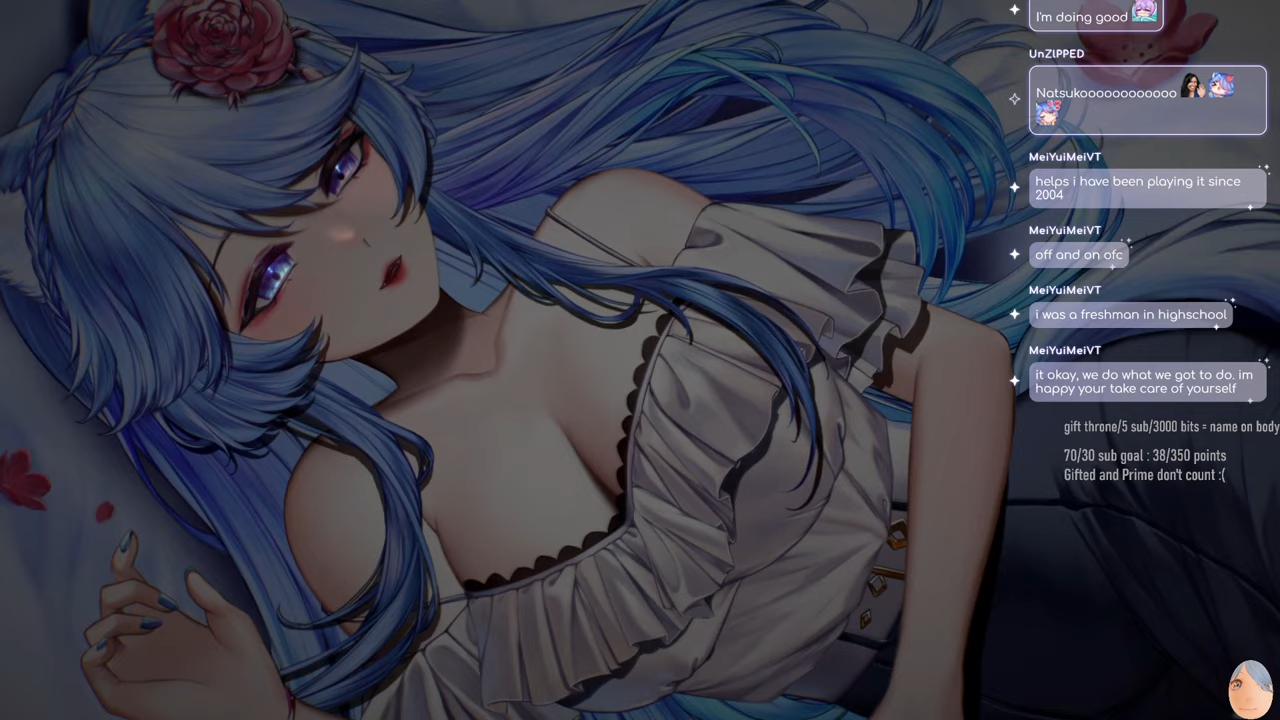 I'm doing good
UnZlPPED
Natsukoooooooooooo
MeiYuiMeiVT
helps i have been playing it since
2004
MeiYuiMeiVT
off and on ofc
MeiYuiMeiVT
i was a freshman in highschool
MeiYuiMeiVT
it okay, we do what we got to do. im
happy your take care of yourself
gift throne/5 sub/3000 bits = name on body
70/30 sub goal : 38/350 points
Gifted and Prime don't count :(